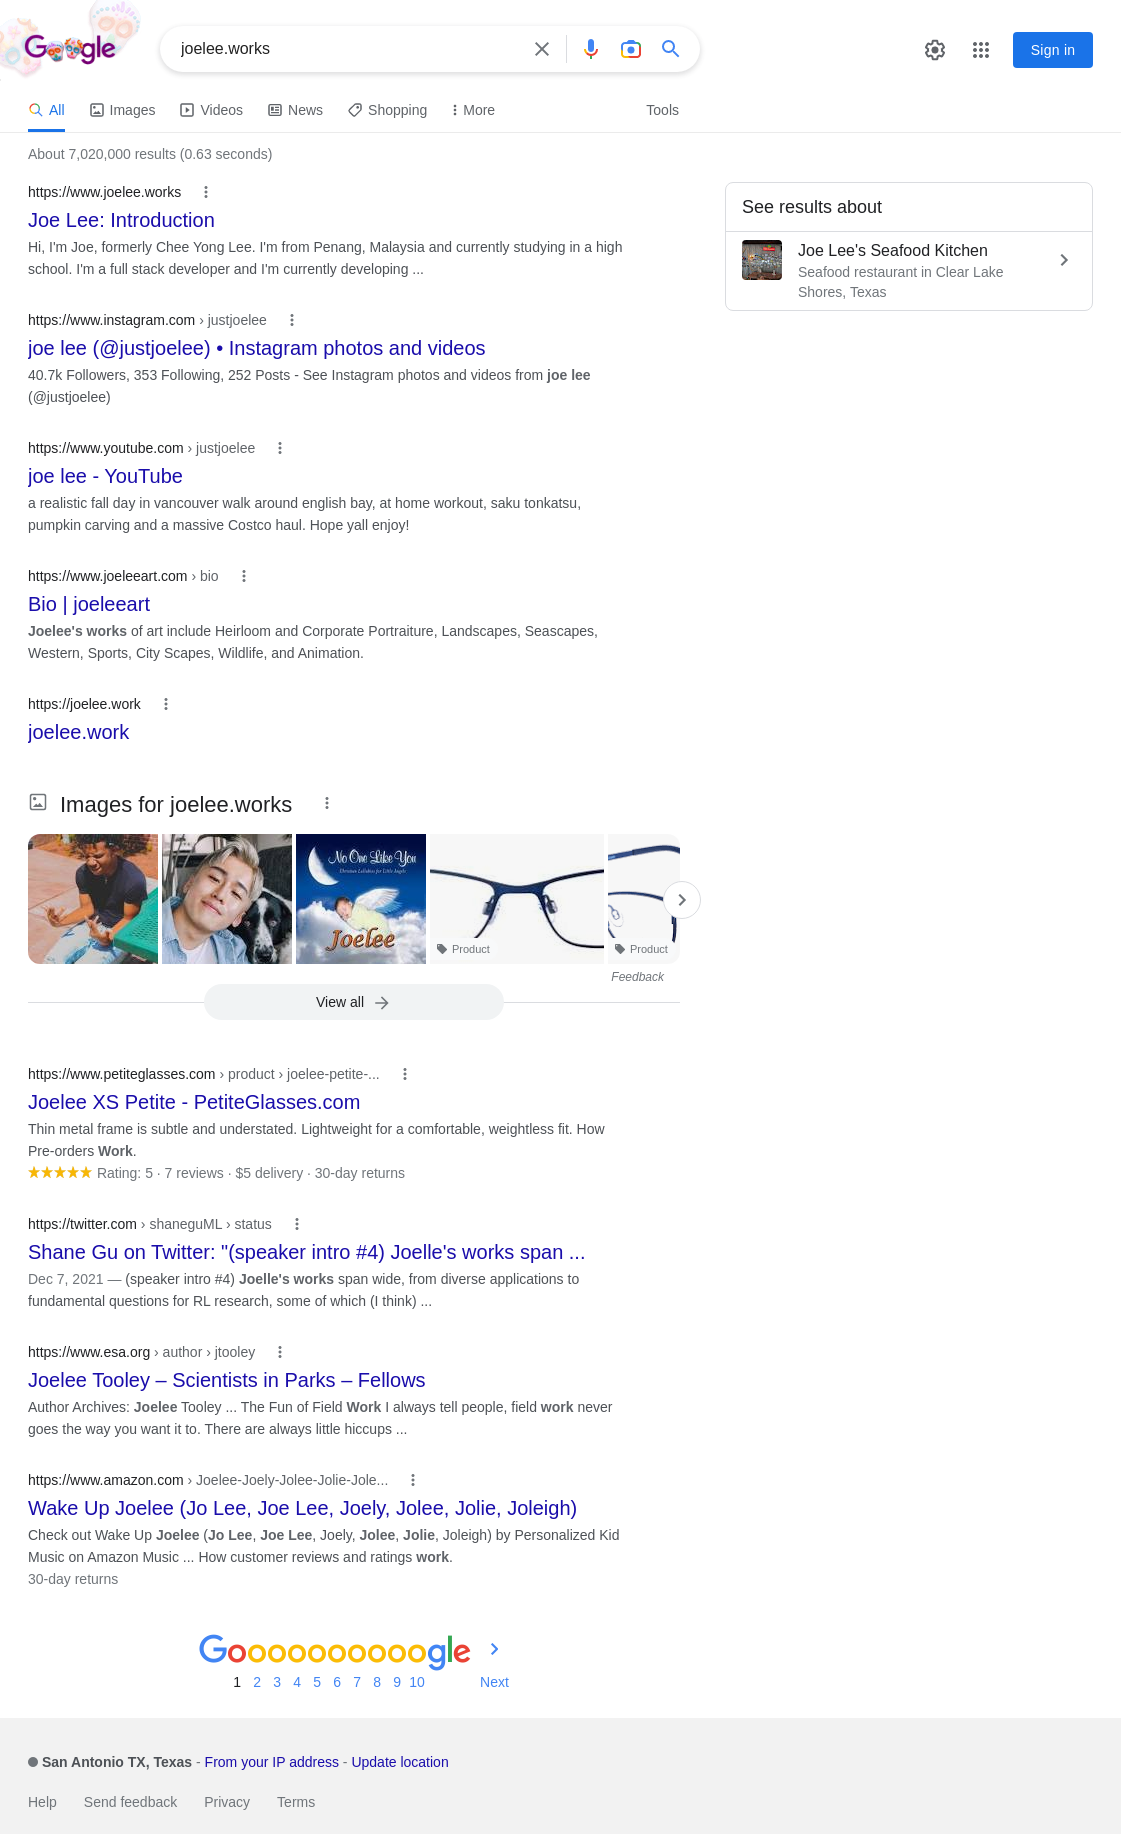 Google
joelee.works
Sign in
All
Images
Videos
News
Shopping
More
Tools
About 7,020,000 results (0.63 seconds)
https://www.joelee.works
Joe Lee: Introduction
Hi, I'm Joe, formerly Chee Yong Lee. I'm from Penang, Malaysia and currently studying in a high
school. I'm a full stack developer and I'm currently developing ...
See results about
Joe Lee's Seafood Kitchen
Seafood restaurant in Clear Lake
Shores, Texas
https://www.instagram.com › justjoelee
joe lee (@justjoelee) • Instagram photos and videos
40.7k Followers, 353 Following, 252 Posts - See Instagram photos and videos from joe lee
(@justjoelee)
https://www.youtube.com › justjoelee
joe lee - YouTube
a realistic fall day in vancouver walk around english bay, at home workout, saku tonkatsu,
pumpkin carving and a massive Costco haul. Hope yall enjoy!
https://www.joeleeart.com › bio
Bio | joeleeart
Joelee's works of art include Heirloom and Corporate Portraiture, Landscapes, Seascapes,
Western, Sports, City Scapes, Wildlife, and Animation.
https://joelee.work
joelee.work
Images for joelee.works
No One Like You
Christian Lullabies for Little Angels
Joelee
Product
Product
Feedback
View all
https://www.petiteglasses.com › product › joelee-petite-...
Joelee XS Petite - PetiteGlasses.com
Thin metal frame is subtle and understated. Lightweight for a comfortable, weightless fit. How
Pre-orders Work.
Rating: 5 · 7 reviews · $5 delivery · 30-day returns
https://twitter.com › shaneguML › status
Shane Gu on Twitter: "(speaker intro #4) Joelle's works span ...
Dec 7, 2021 — (speaker intro #4) Joelle's works span wide, from diverse applications to
fundamental questions for RL research, some of which (I think) ...
https://www.esa.org › author › jtooley
Joelee Tooley – Scientists in Parks – Fellows
Author Archives: Joelee Tooley ... The Fun of Field Work I always tell people, field work never
goes the way you want it to. There are always little hiccups ...
https://www.amazon.com › Joelee-Joely-Jolee-Jolie-Jole...
Wake Up Joelee (Jo Lee, Joe Lee, Joely, Jolee, Jolie, Joleigh)
Check out Wake Up Joelee (Jo Lee, Joe Lee, Joely, Jolee, Jolie, Joleigh) by Personalized Kid
Music on Amazon Music ... How customer reviews and ratings work.
30-day returns
Goooooooooogle
1 2 3 4 5 6 7 8 9 10 Next
San Antonio TX, Texas - From your IP address - Update location
Help Send feedback Privacy Terms